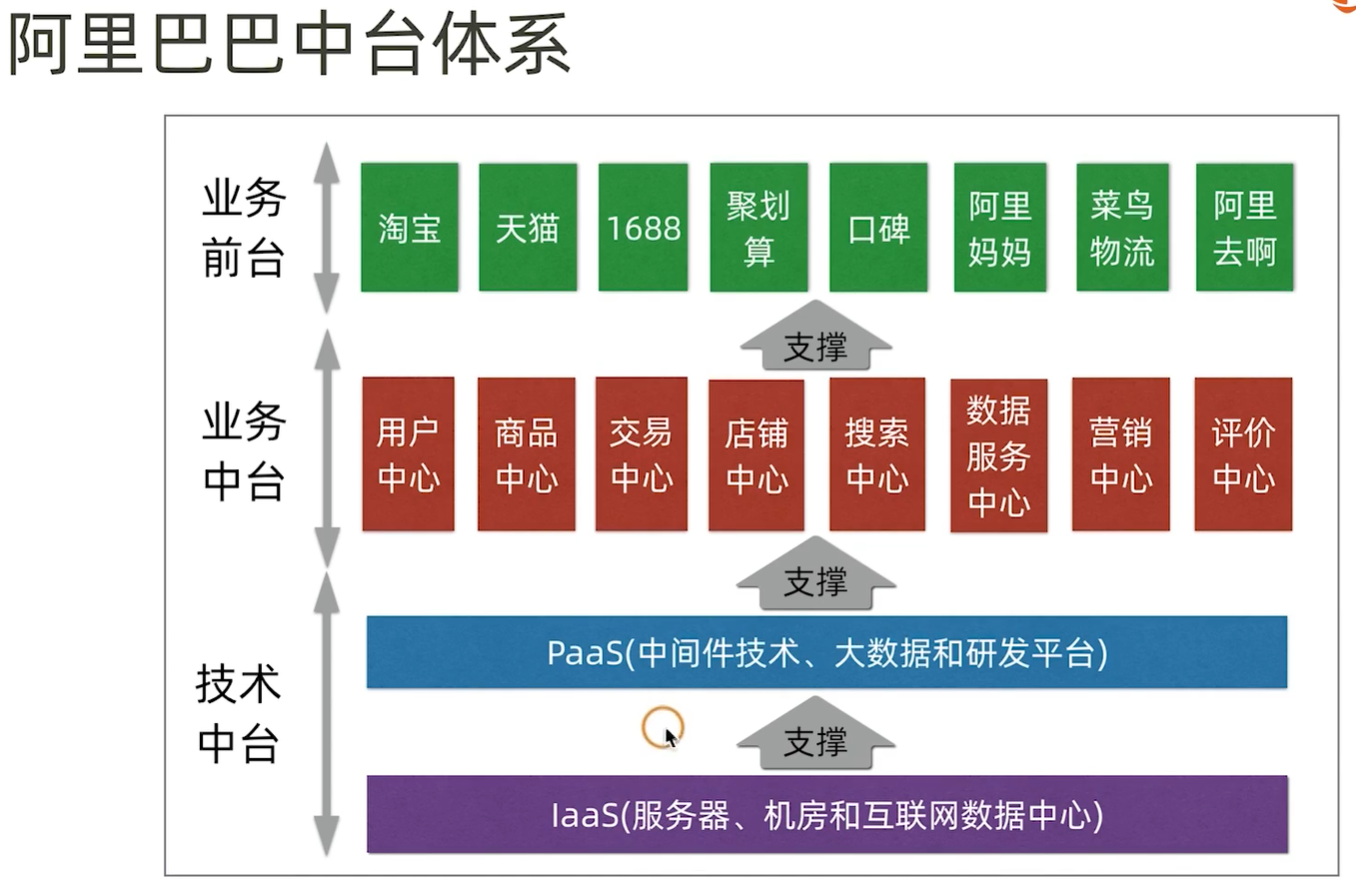 阿里巴巴中台体系
业务
前台
淘宝
天猫
1688
聚划
算
口碑
阿里
妈妈
菜鸟
物流
阿里
去啊
支撑
业务
中台
用户
中心
商品
中心
交易
中心
店铺
中心
搜索
中心
数据
服务
中心
营销
中心
评价
中心
支撑
技术
中台
PaaS(中间件技术、大数据和研发平台)
支撑
IaaS(服务器、机房和互联网数据中心)